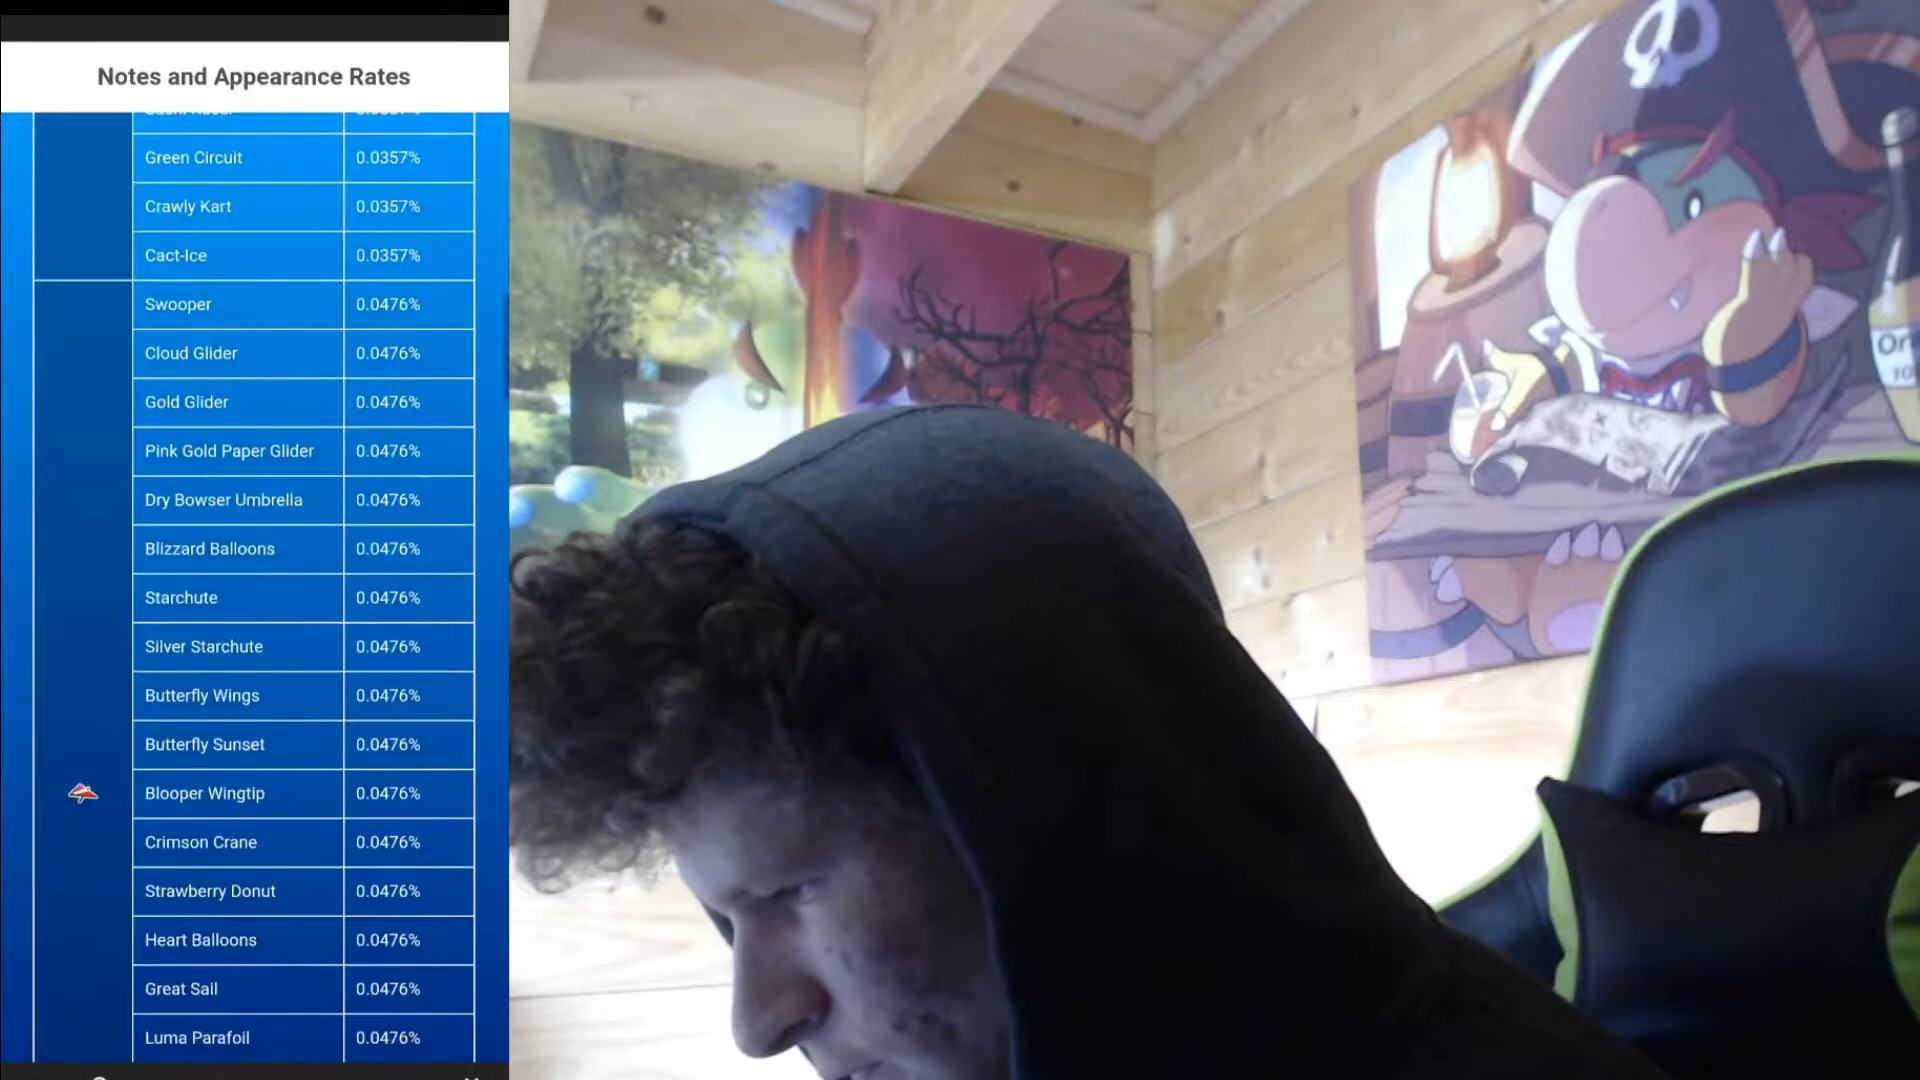 Notes and Appearance Rates
Green Circuit 0.0357%
Crawly Kart 0.0357%
Cact-Ice 0.0357%
Swooper 0.0476%
Cloud Glider 0.0476%
Gold Glider 0.0476%
Pink Gold Paper Glider 0.0476%
Dry Bowser Umbrella 0.0476%
Blizzard Balloons 0.0476%
Starchute 0.0476%
Silver Starchute 0.0476%
Butterfly Wings 0.0476%
Butterfly Sunset 0.0476%
Blooper Wingtip 0.0476%
Crimson Crane 0.0476%
Strawberry Donut 0.0476%
Heart Balloons 0.0476%
Great Sail 0.0476%
Luma Parafoil 0.0476%